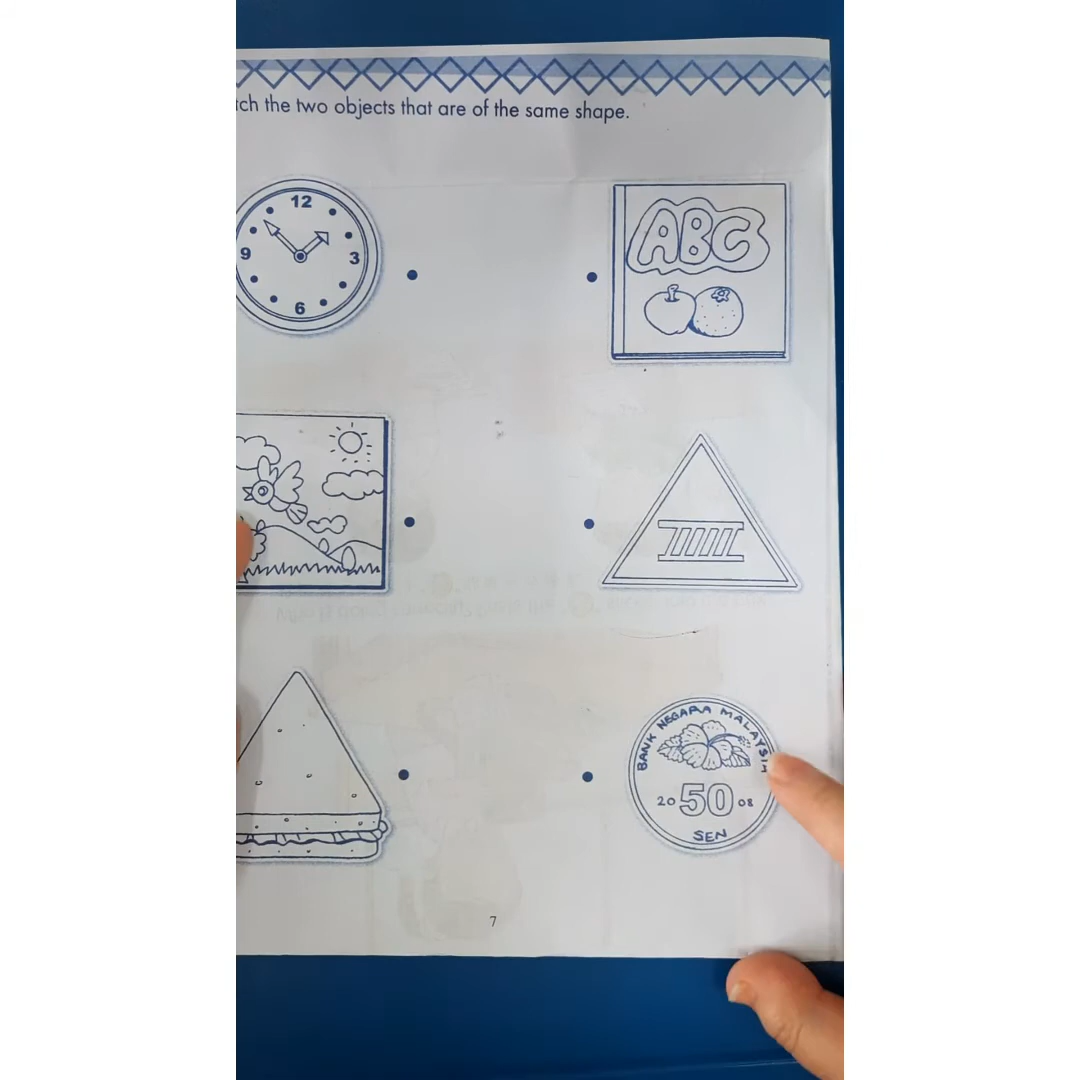 tch the two objects that are of the same shape.
12
9 3
6
ABC
BANK NEGARA MALAYSIA
20 50 08
SEN
7